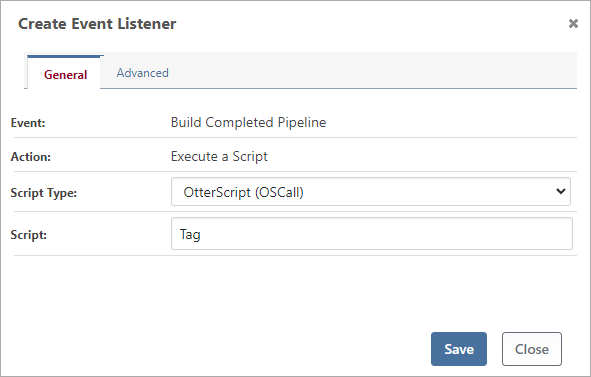 Create Event Listener ×
General Advanced
Event: Build Completed Pipeline
Action: Execute a Script
Script Type: OtterScript (OSCall)
Script: Tag
Save Close